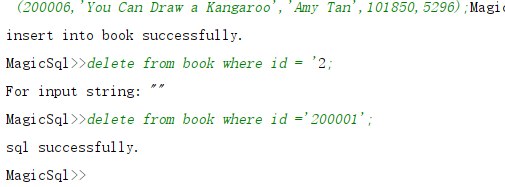 (200006,'You Can Draw a Kangaroo','Amy Tan',101850,5296);Magic
insert into book successfully.
MagicSql>>delete from book where id = '2;
For input string: ""
MagicSql>>delete from book where id ='200001';
sql successfully.
MagicSql>>